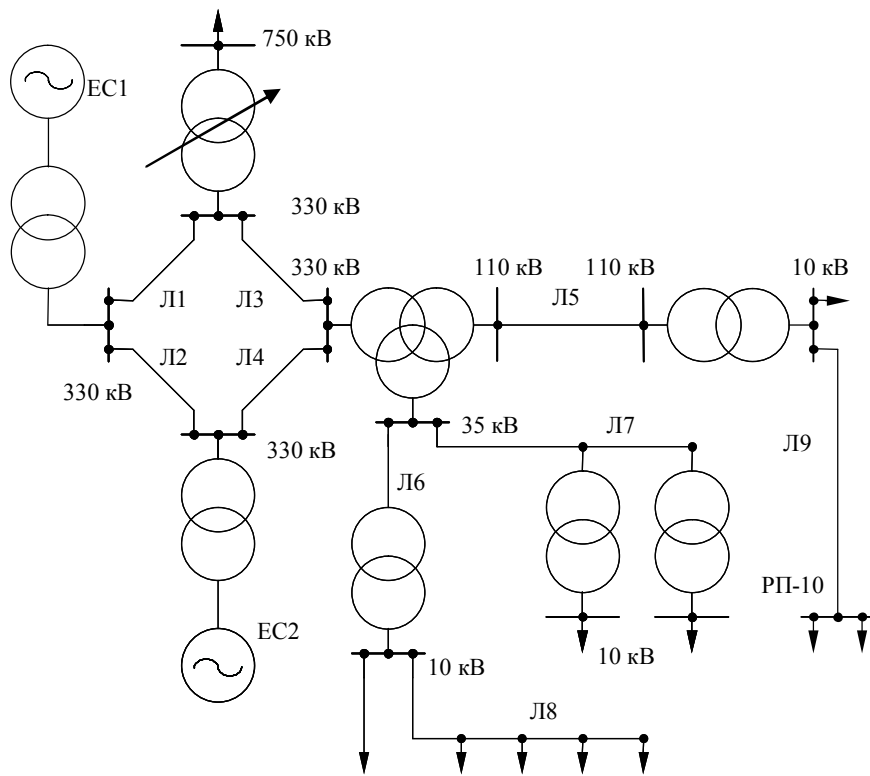 750 кВ
ЕС1
330 кВ
330 кВ
110 кВ
110 кВ
10 кВ
Л1
Л3
Л5
Л2
Л4
330 кВ
35 кВ
Л7
Л9
330 кВ
Л6
РП-10
ЕС2
10 кВ
10 кВ
Л8